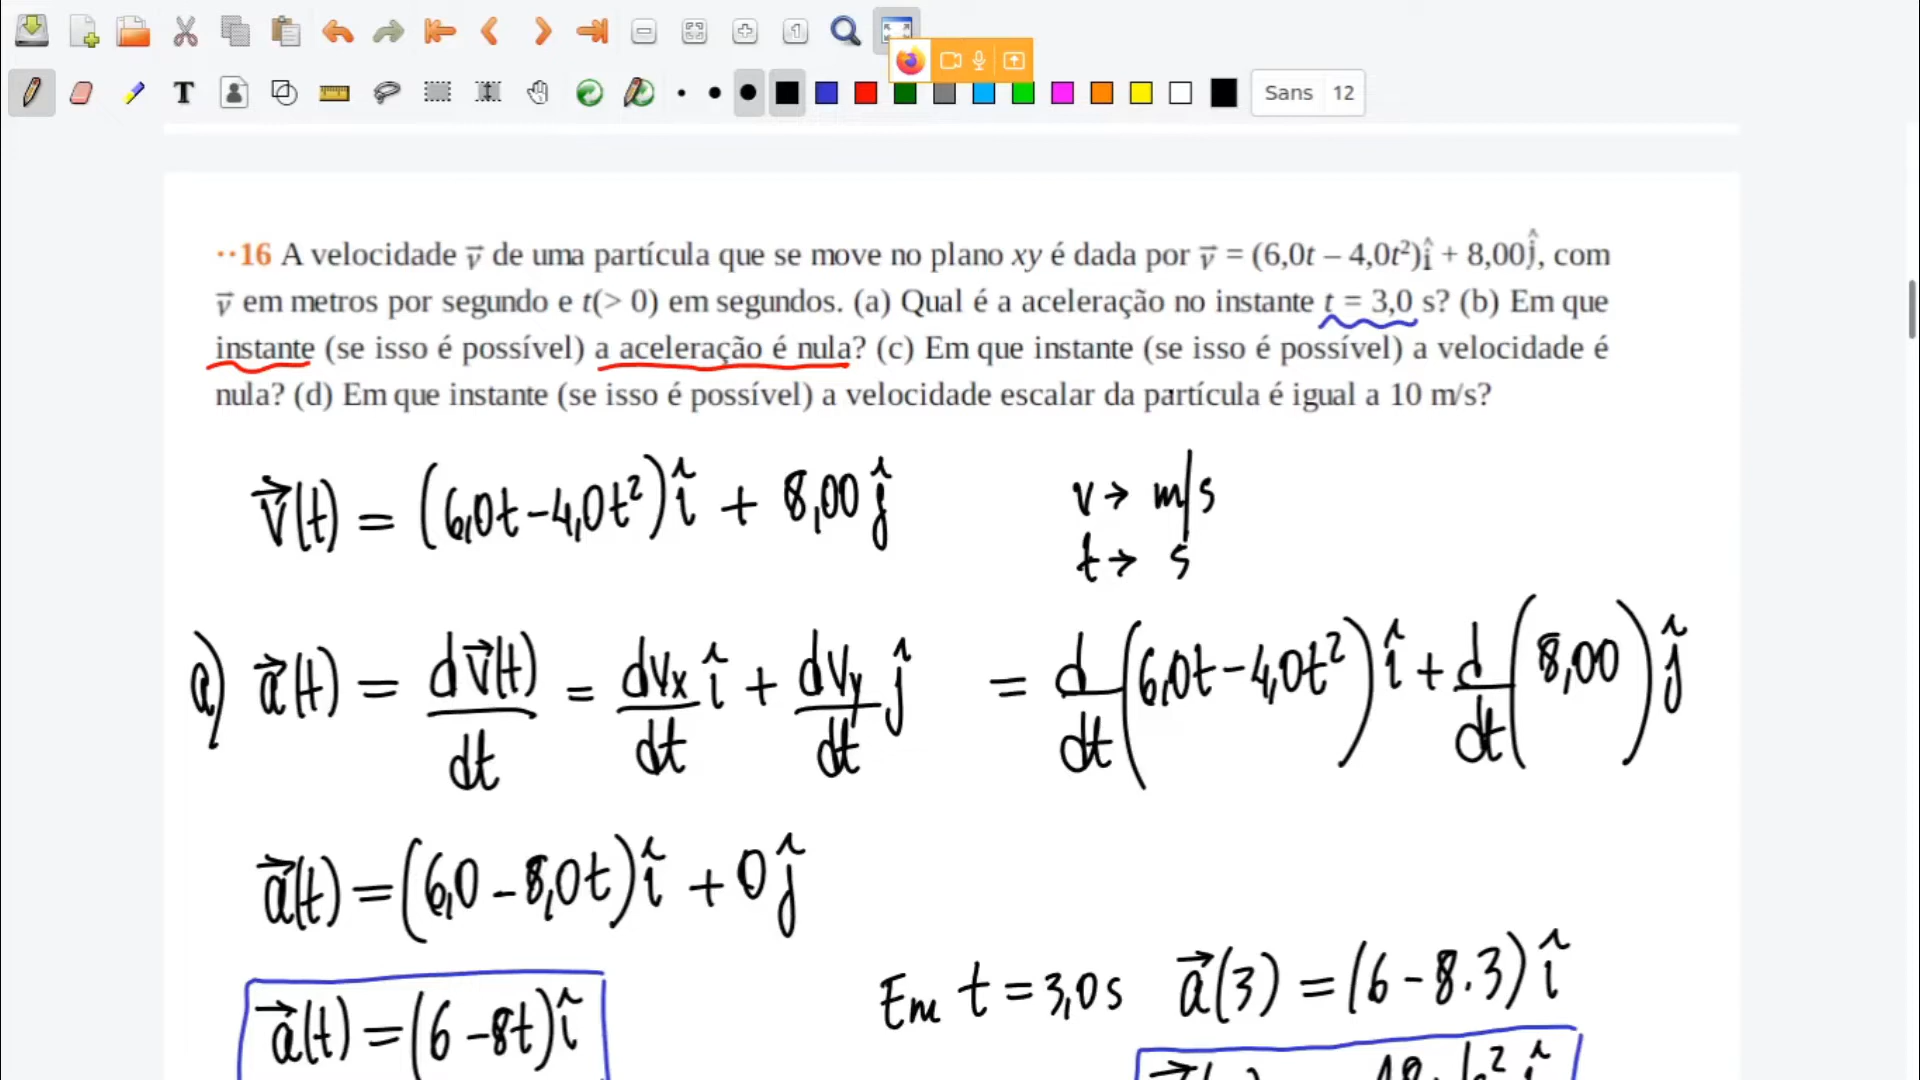 Sans 12
··16 A velocidade v⃗ de uma partícula que se move no plano xy é dada por v⃗ = (6,0t – 4,0t²)î + 8,00ĵ, com
v⃗ em metros por segundo e t(> 0) em segundos. (a) Qual é a aceleração no instante t = 3,0 s? (b) Em que
instante (se isso é possível) a aceleração é nula? (c) Em que instante (se isso é possível) a velocidade é
nula? (d) Em que instante (se isso é possível) a velocidade escalar da partícula é igual a 10 m/s?
v⃗(t) = (6,0t – 4,0t²)î + 8,00ĵ
v → m/s
t → s
a) a⃗(t) = dv⃗(t)/dt = dvx/dt î + dvy/dt ĵ = d/dt (6,0t – 4,0t²) î + d/dt (8,00) ĵ
a⃗(t) = (6,0 – 8,0t)î + 0ĵ
a⃗(t) = (6 – 8t)î
Em t = 3,0s a⃗(3) = (6 – 8.3) î